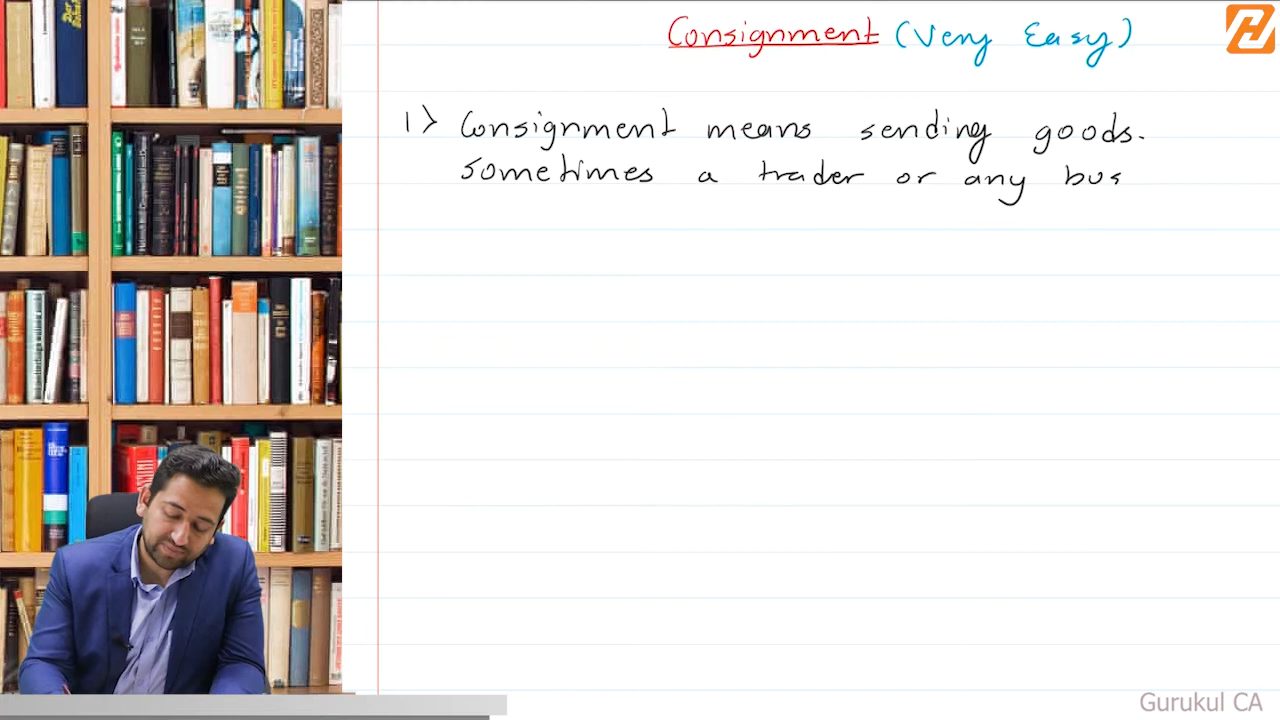 Consignment (Very Easy)
1) Consignment means sending goods.
sometimes a trader or any bus
Gurukul CA